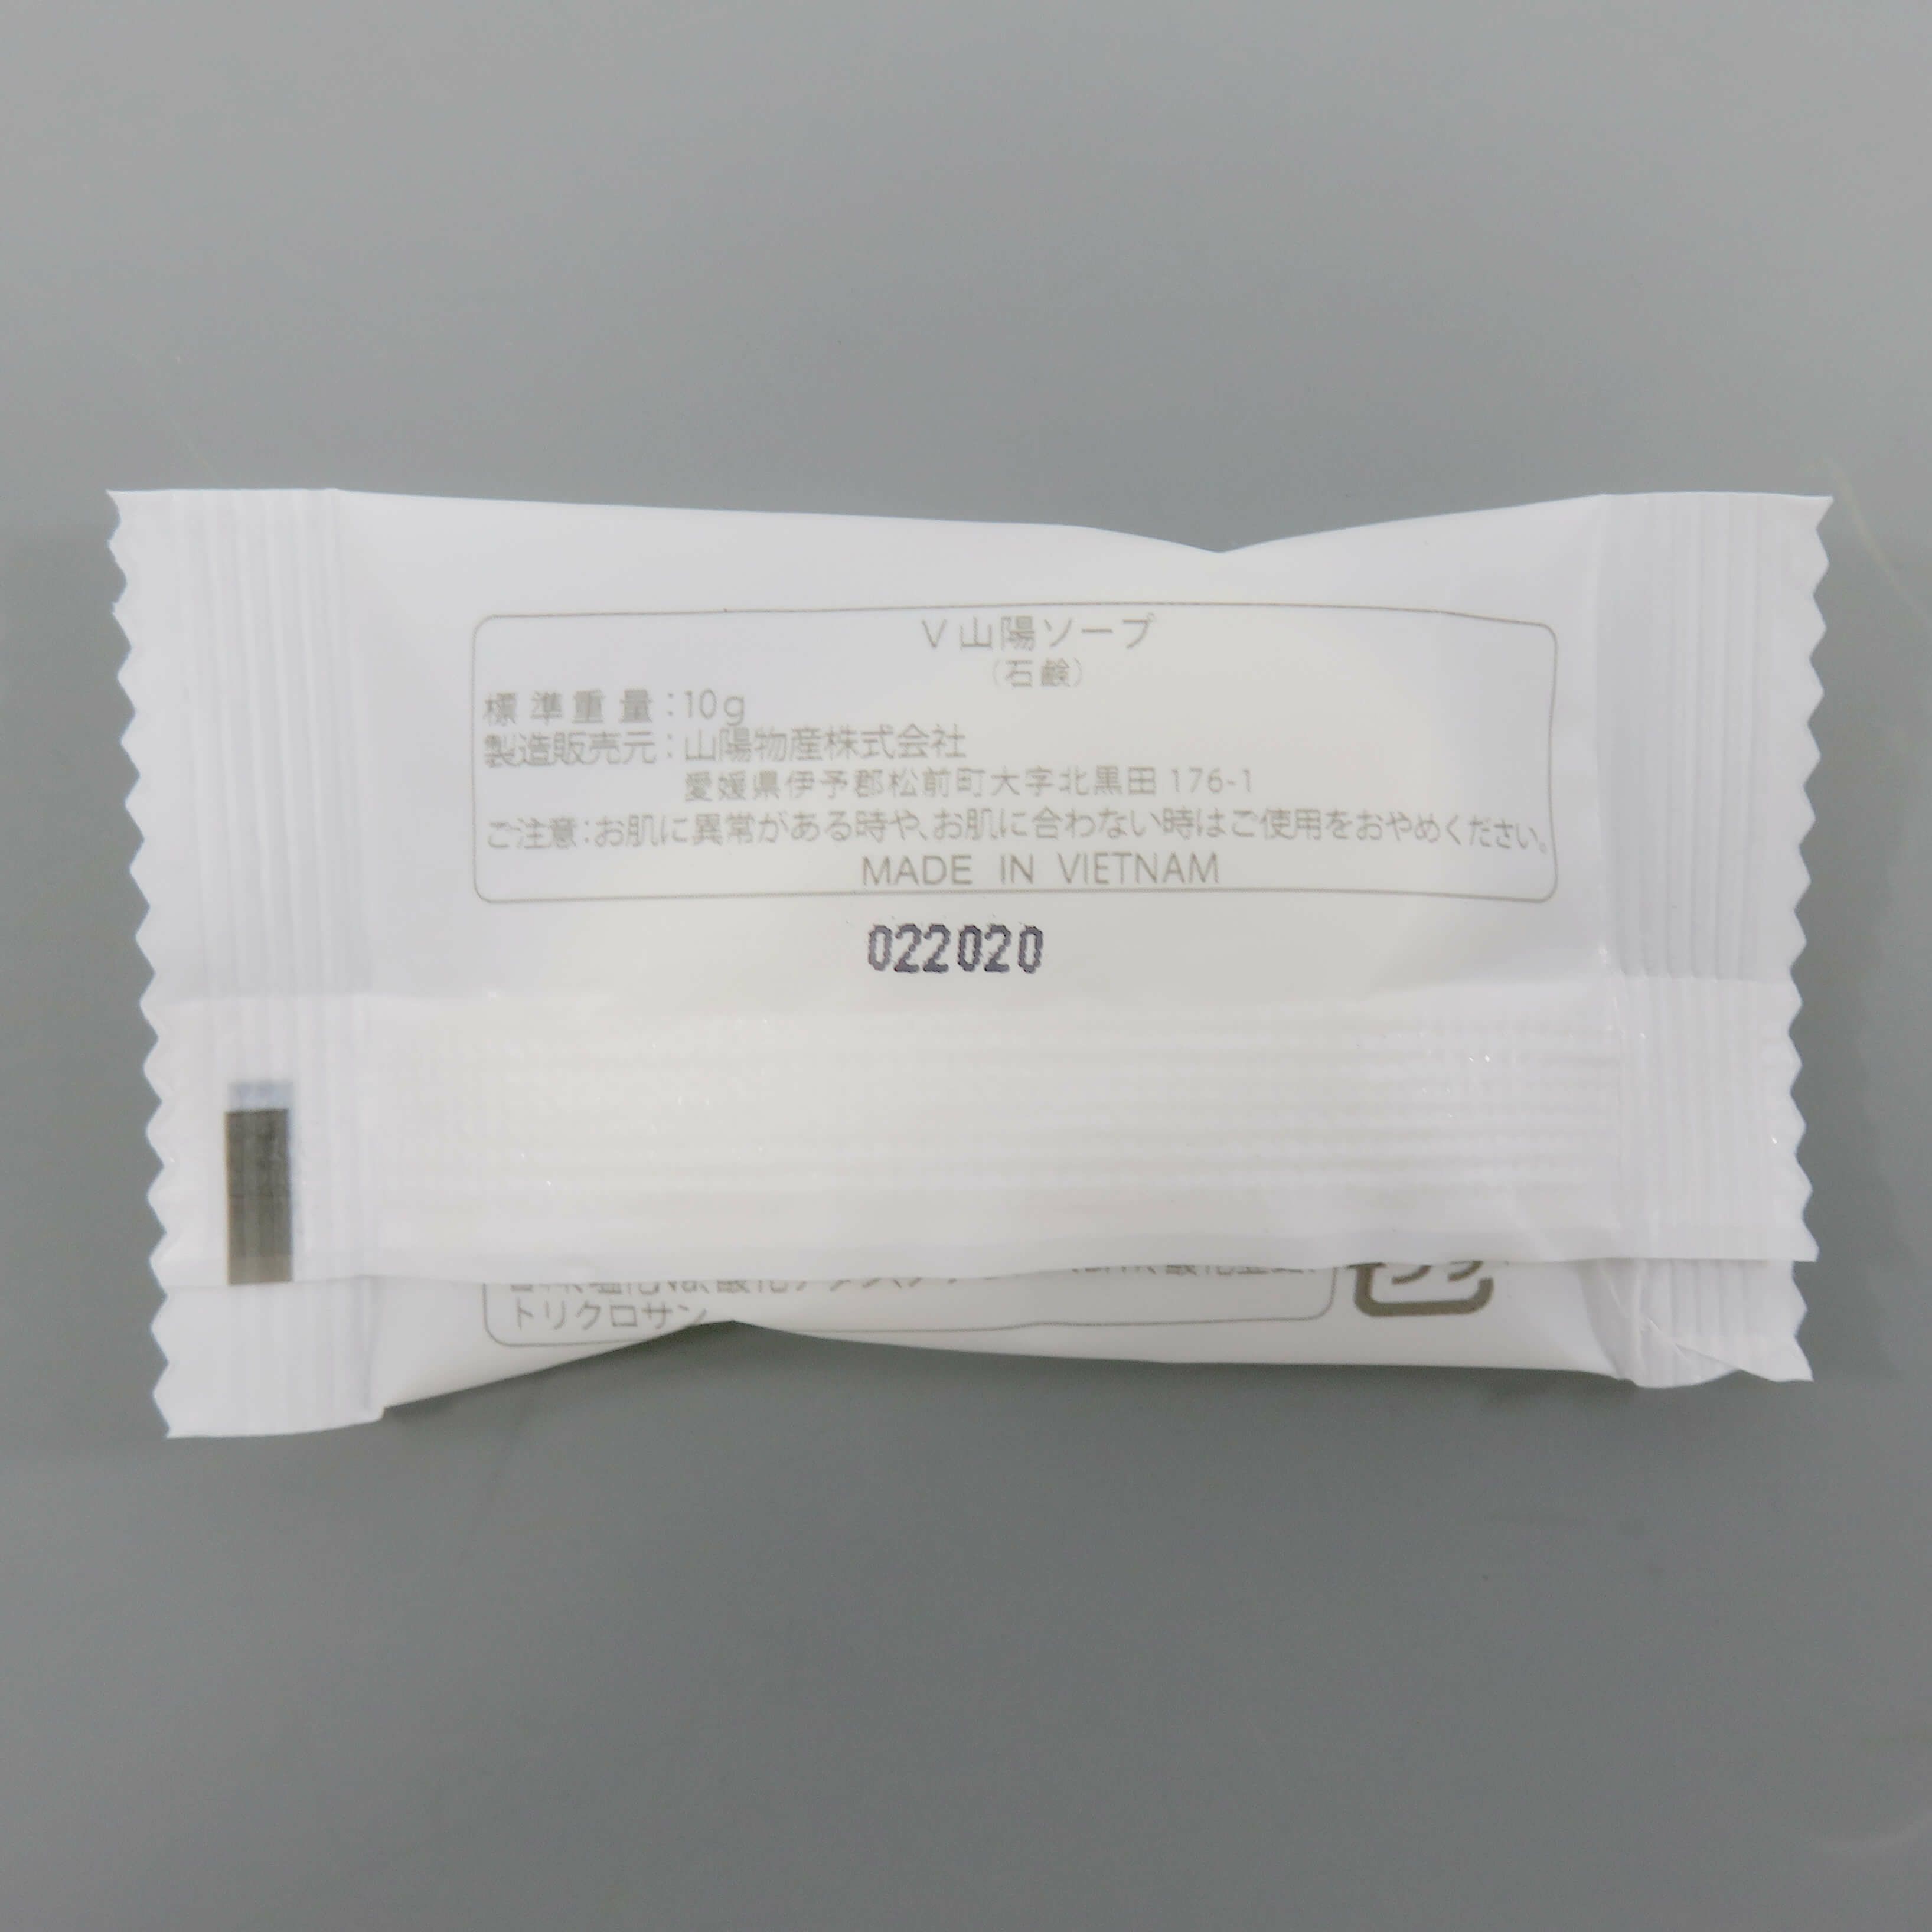 V山陽ソープ
(石鹸)
標準重量:10g
製造販売元:山陽物産株式会社
愛媛県伊予郡松前町大字北黒田 176-1
ご注意:お肌に異常がある時や、お肌に合わない時はご使用をおやめください。
MADE IN VIETNAM
022020
トリクロサン